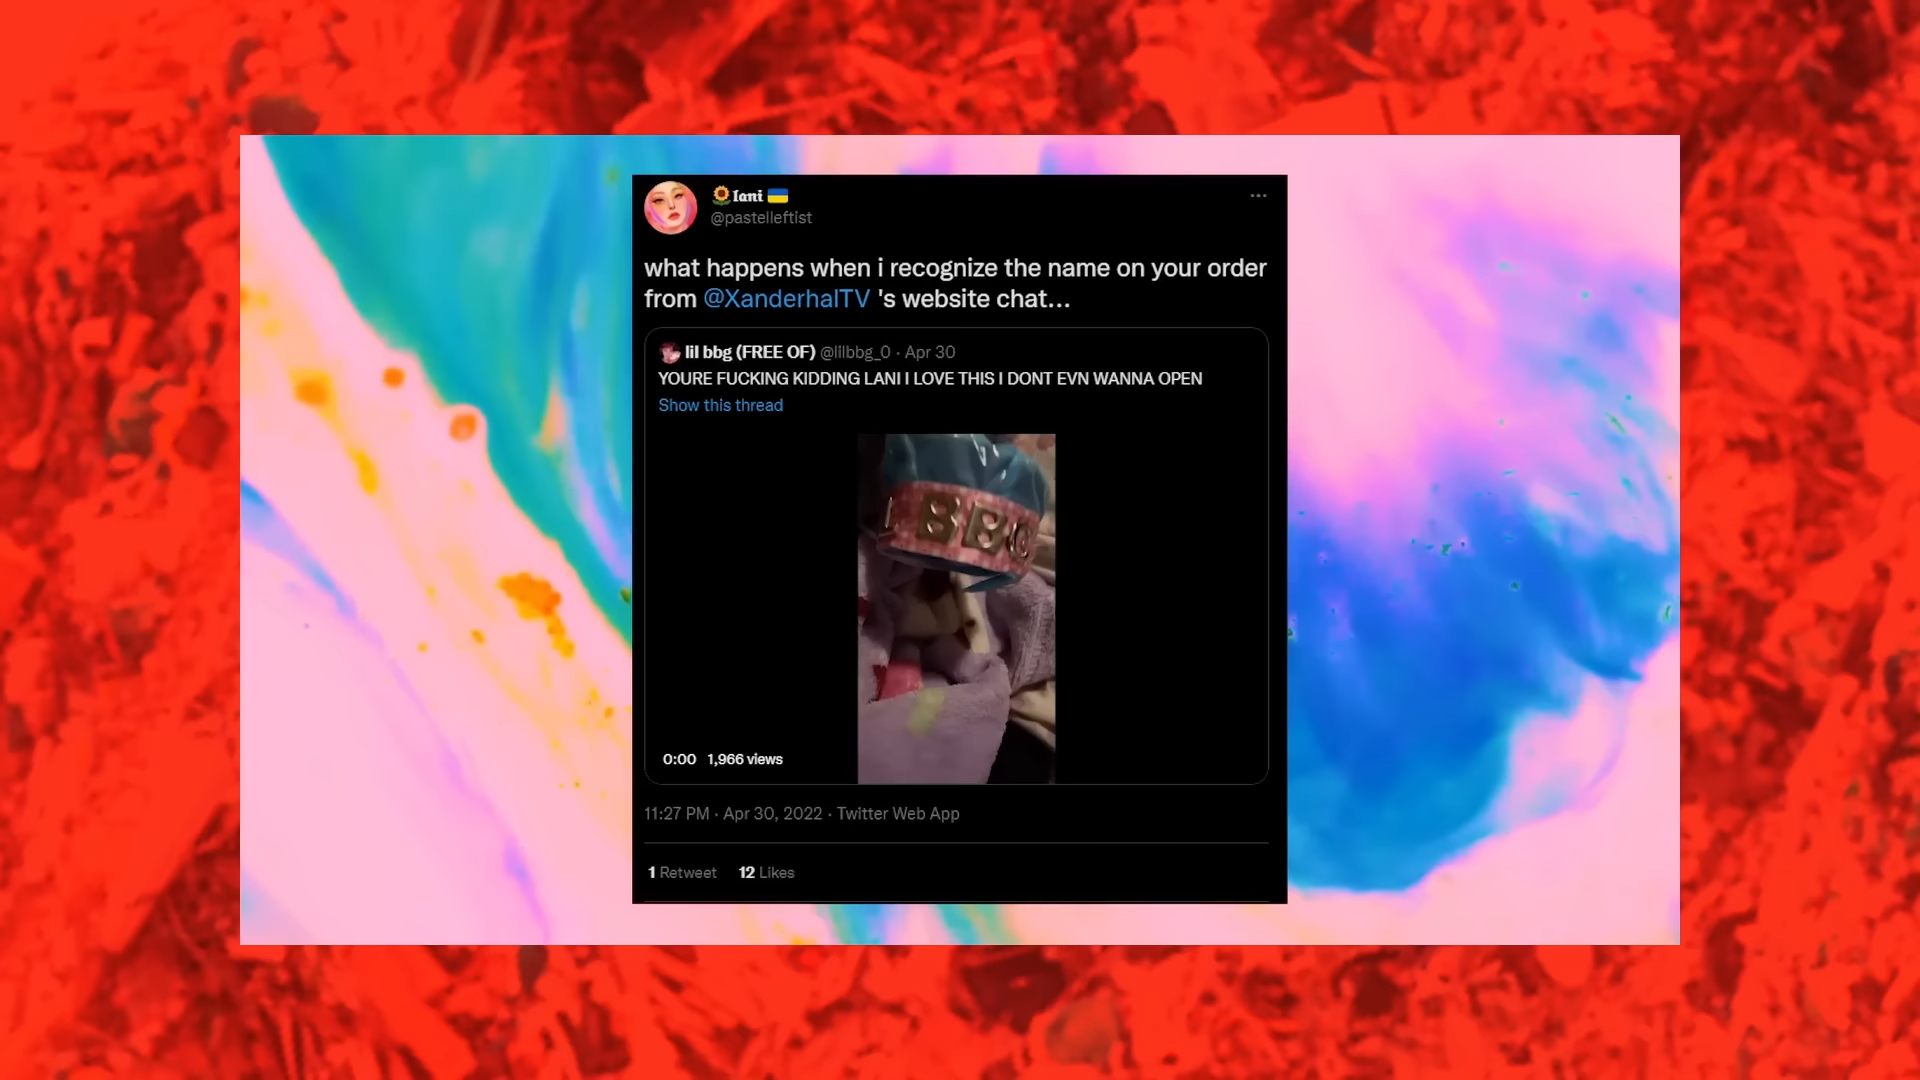 🌻Iani 🇺🇦
@pastelleftist
what happens when i recognize the name on your order
from @XanderhalTV 's website chat...
lil bbg (FREE OF) @lilbbg_0 · Apr 30
YOURE FUCKING KIDDING LANI I LOVE THIS I DONT EVN WANNA OPEN
Show this thread
BBG
0:00 1,966 views
11:27 PM · Apr 30, 2022 · Twitter Web App
1 Retweet 12 Likes